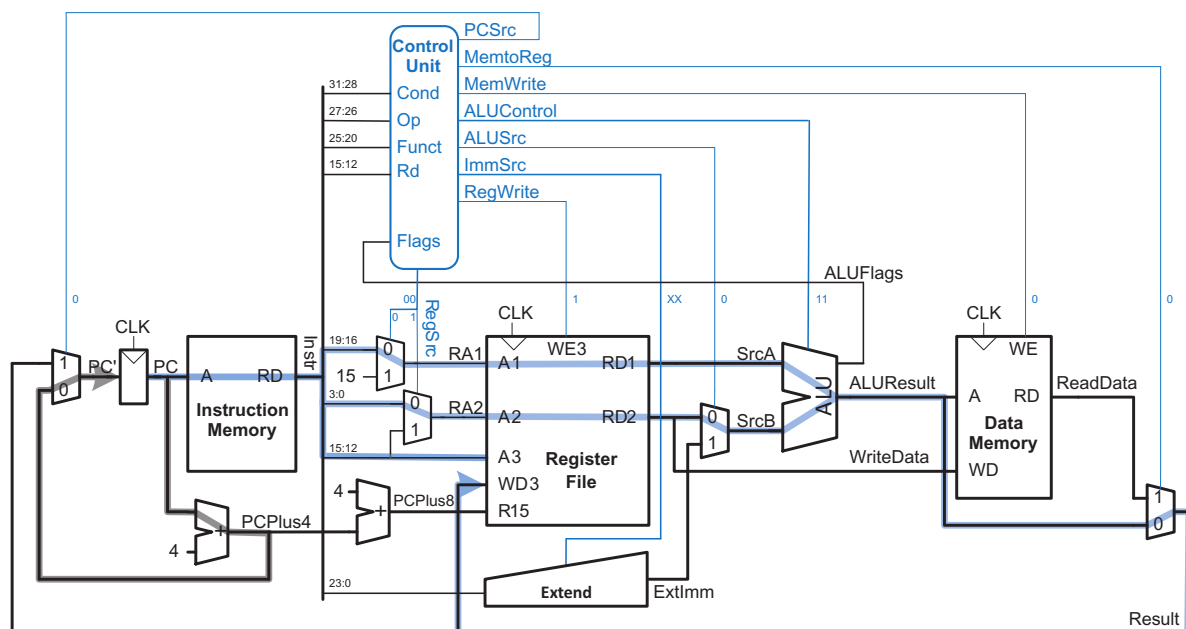 PCSrc
Control
Unit
MemtoReg
31:28
Cond
MemWrite
27:26
Op
ALUControl
25:20
Funct
ALUSrc
15:12
Rd
ImmSrc
RegWrite
Flags
ALUFlags
0
00
1
XX
0
11
0
0
0 1
RegSrc
CLK
CLK
CLK
Instr
19:16
0
1
15
RA1
A1
WE3
RD1
SrcA
WE
1
0
PC'
PC
A
RD
Instruction
Memory
3:0
0
1
RA2
A2
RD2
0
1
SrcB
ALU
ALUResult
A
RD
ReadData
Data
Memory
15:12
A3
Register
File
WriteData
WD
WD3
4
+
PCPlus8
R15
1
0
+
4
PCPlus4
23:0
Extend
ExtImm
Result